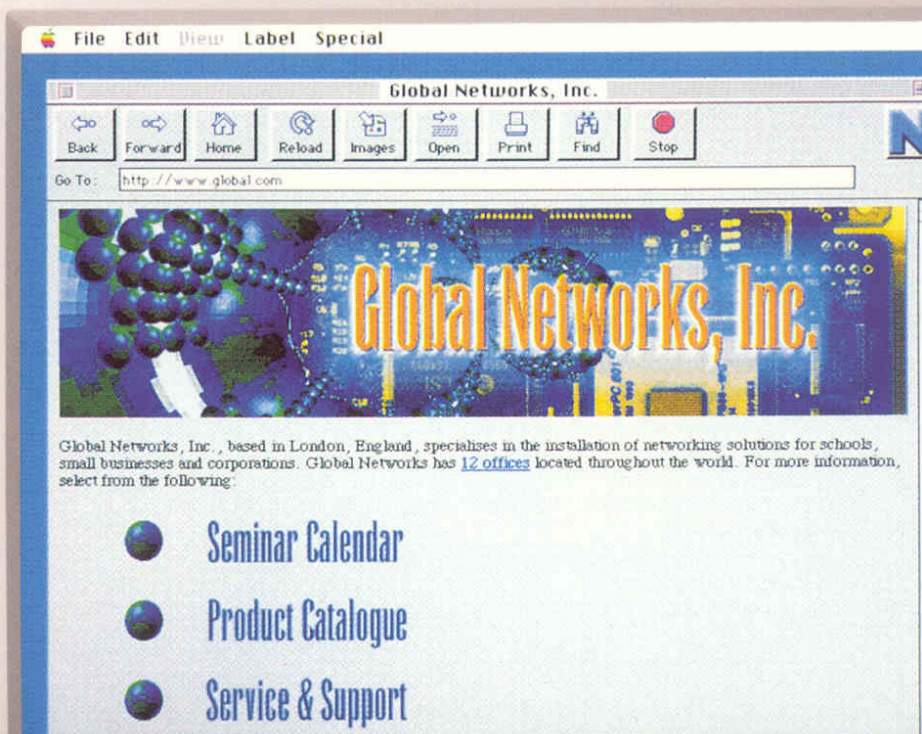 File Edit View Label Special
Global Networks, Inc.
Back Forward Home Reload Images Open Print Find Stop
N
Go To: http://www.global.com
Global Networks, Inc.
Global Networks, Inc., based in London, England, specialises in the installation of networking solutions for schools,
small businesses and corporations. Global Networks has 12 offices located throughout the world. For more information,
select from the following:
Seminar Calendar
Product Catalogue
Service & Support